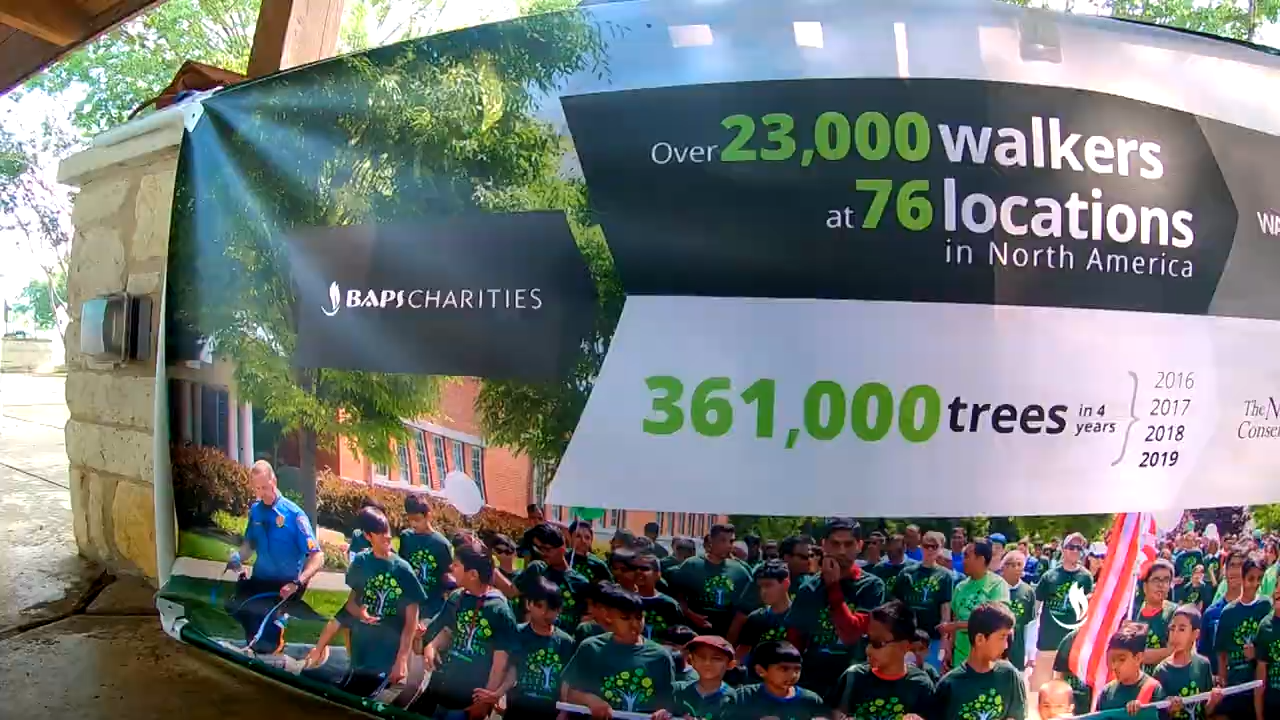 Over 23,000 walkers
at 76 locations
in North America
BAPS CHARITIES
361,000 trees in 4 years
2016
2017
2018
2019
The